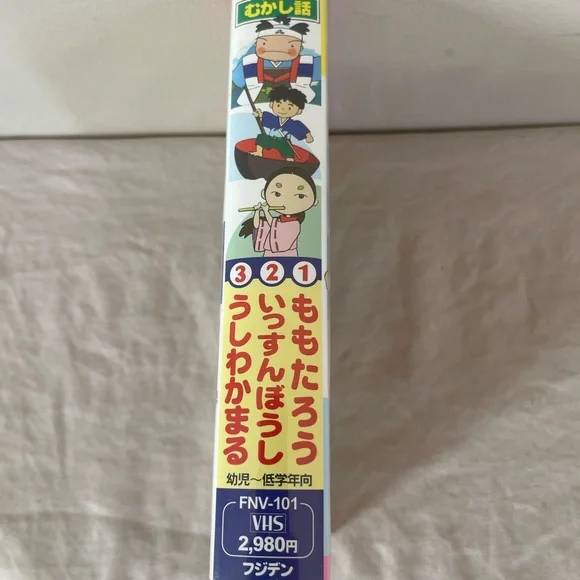 むかし話
1 ももたろう
2 いっすんぼうし
3 うしわかまる
幼児～低学年向
FNV-101
VHS
2,980円
フジデン